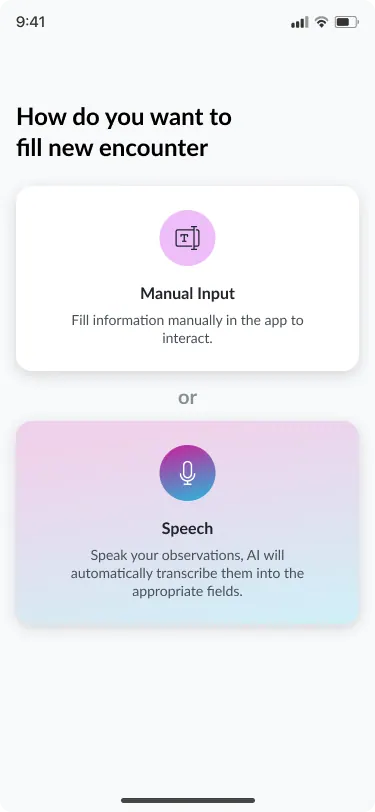 9:41
How do you want to
fill new encounter
T
Manual Input
Fill information manually in the app to
interact.
or
Speech
Speak your observations, AI will
automatically transcribe them into the
appropriate fields.